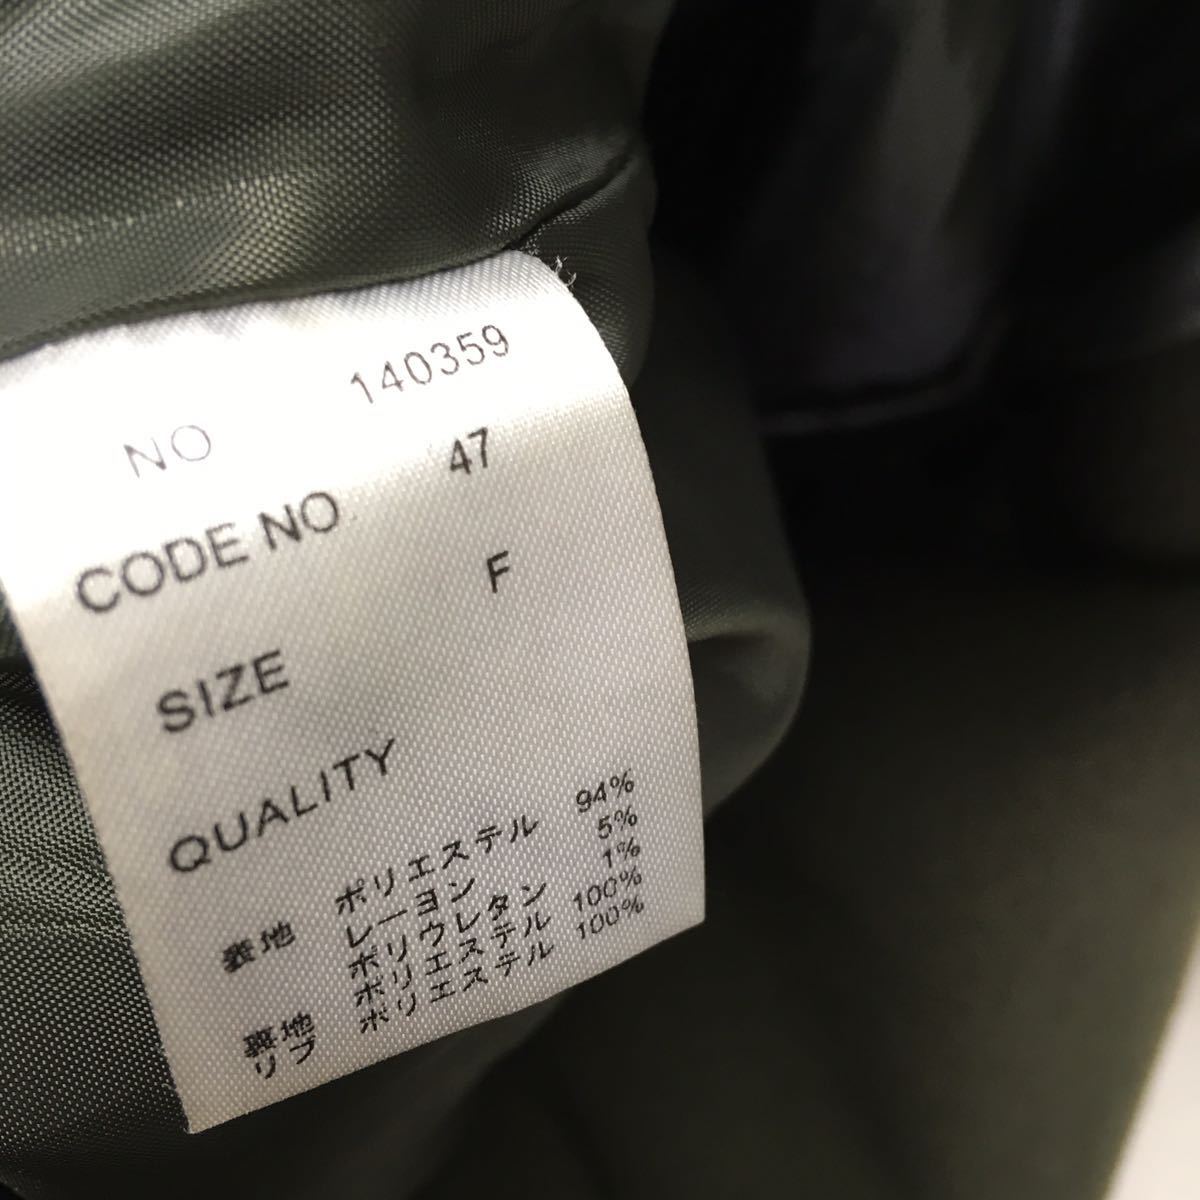 NO 140359
CODE NO 47
SIZE F
QUALITY
表地 ポリエステル 94%
レーヨン 5%
ポリウレタン 1%
裏地 ポリエステル 100%
リブ ポリエステル 100%